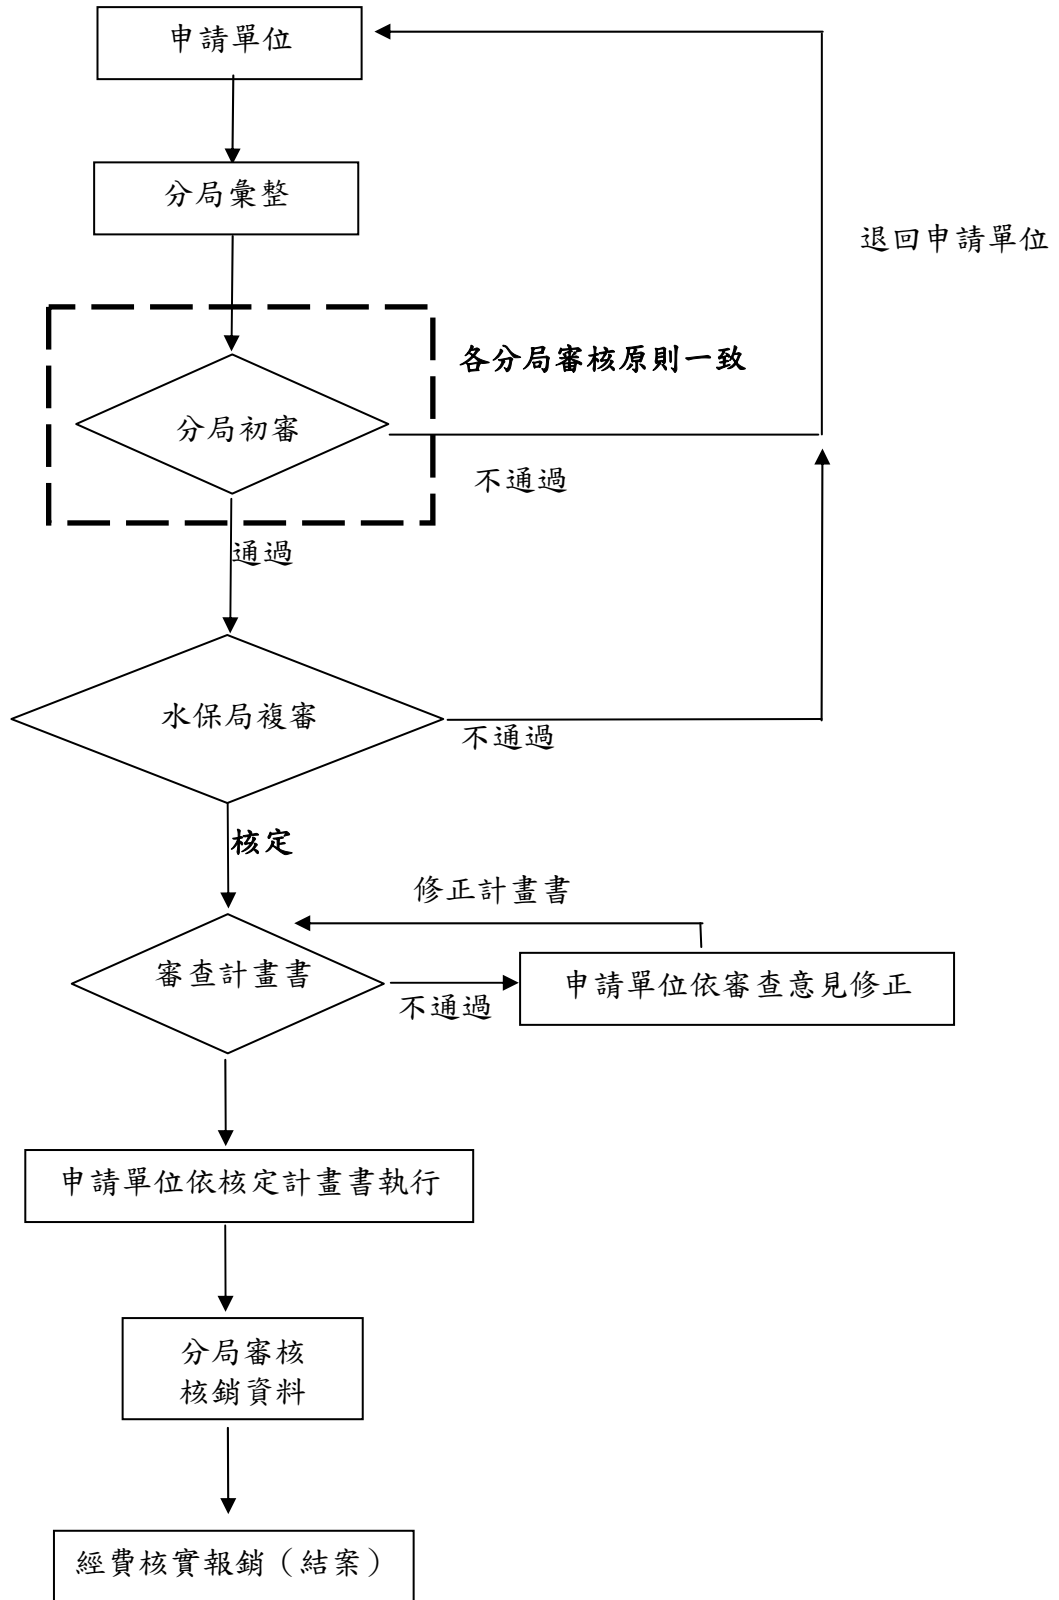 申請單位
分局彙整
退回申請單位
各分局審核原則一致
分局初審
不通過
通過
水保局複審
不通過
核定
修正計畫書
審查計畫書
申請單位依審查意見修正
不通過
申請單位依核定計畫書執行
分局審核
核銷資料
經費核實報銷（結案）